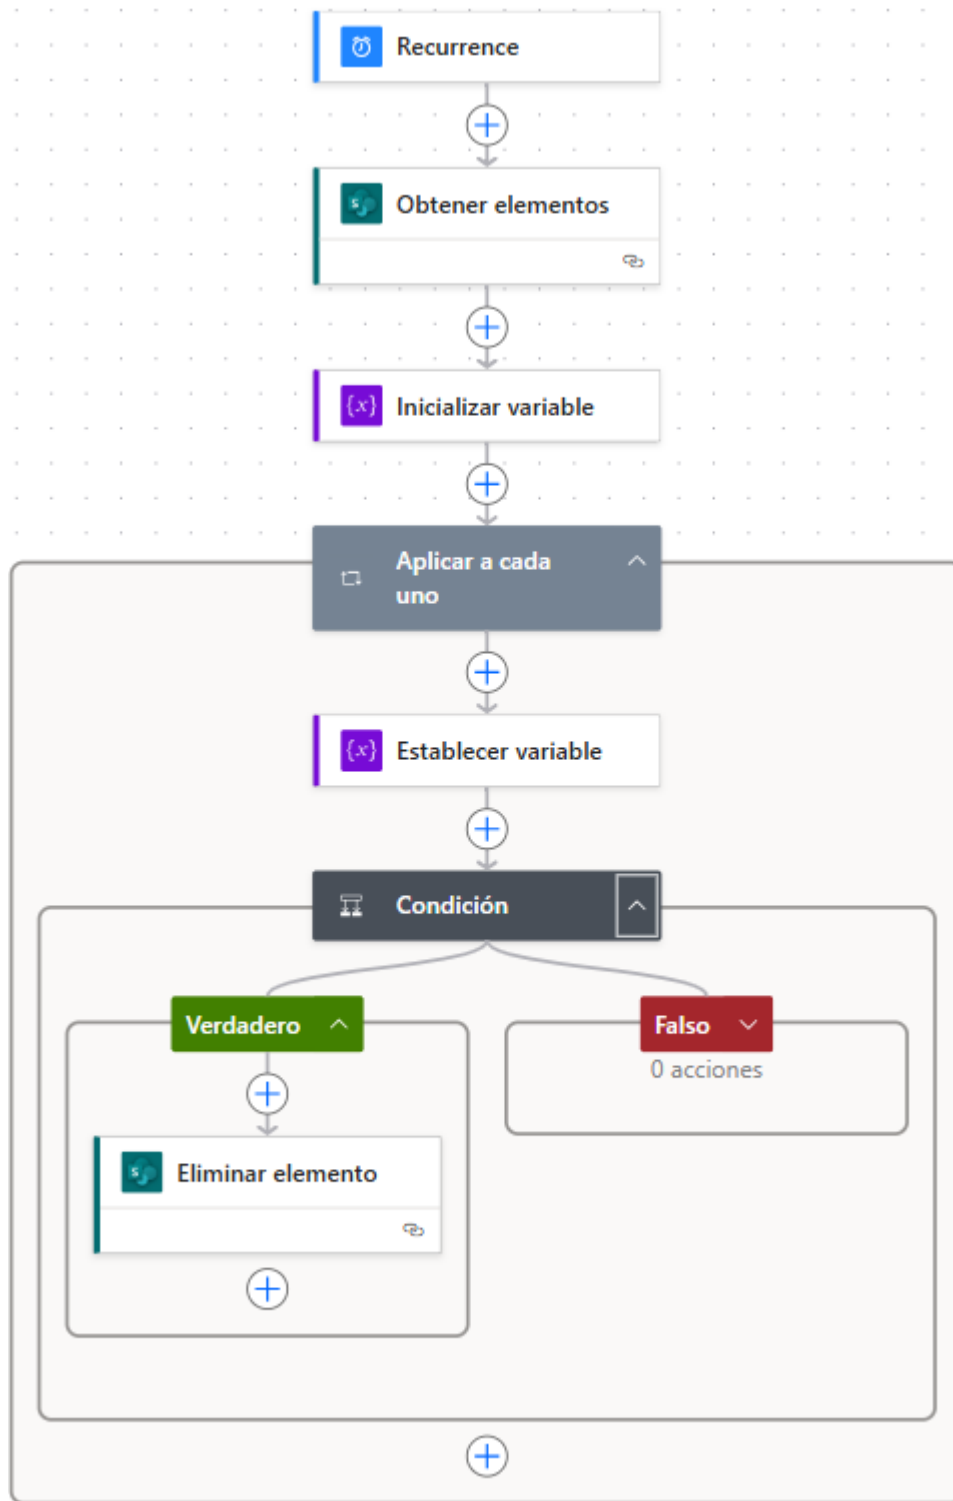 Recurrence
Obtener elementos
Inicializar variable
Aplicar a cada
uno
Establecer variable
Condición
Verdadero
Falso
0 acciones
Eliminar elemento